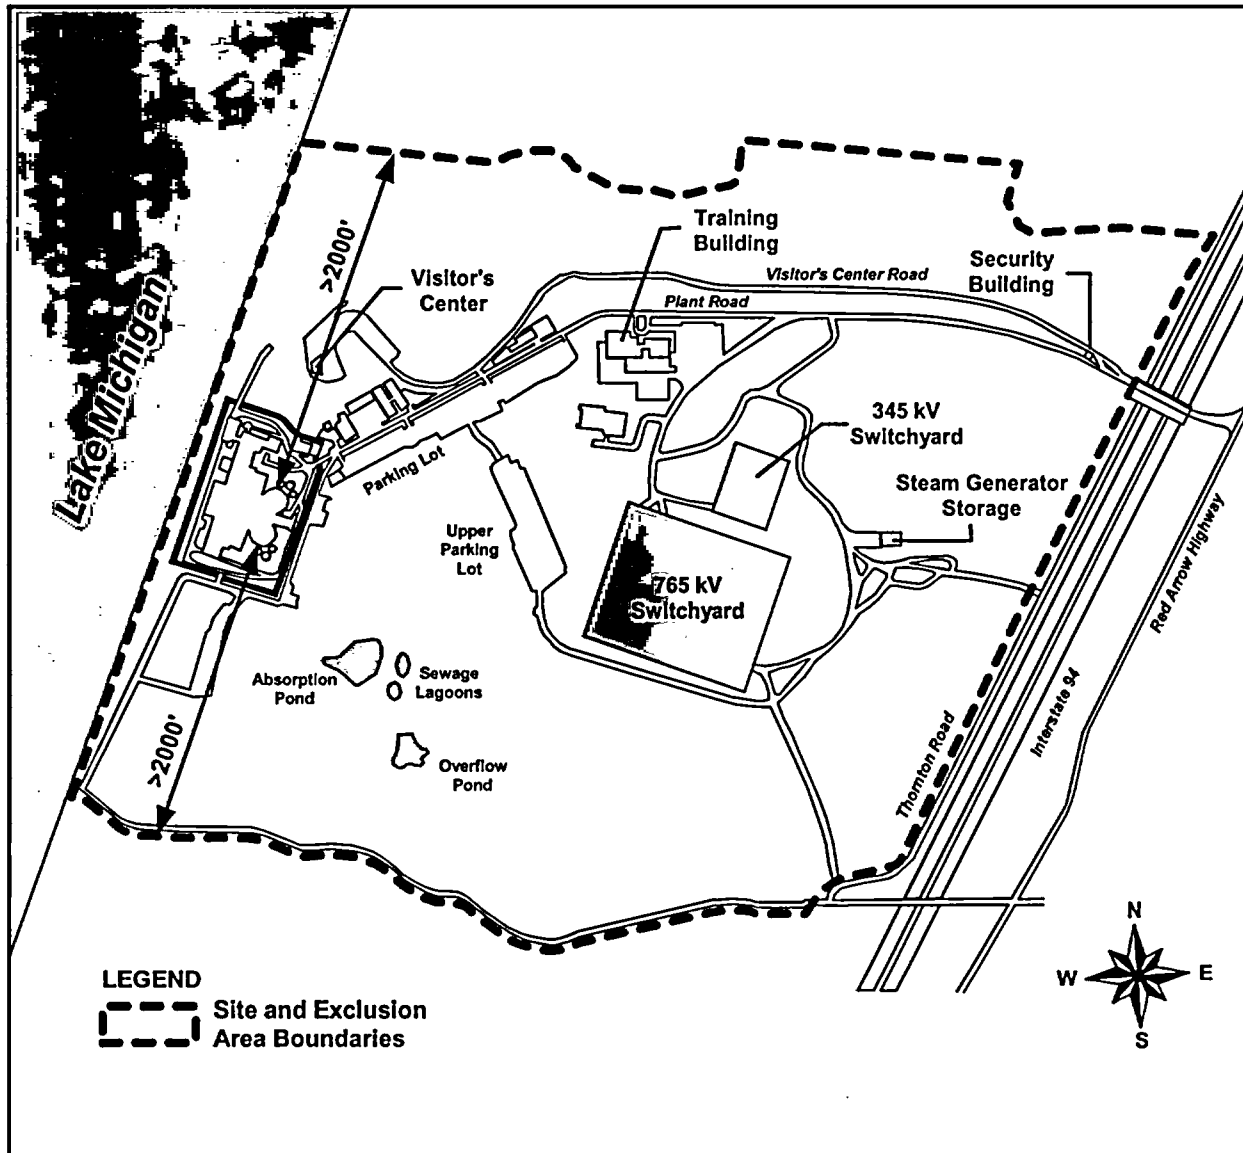 Training
Building
Visitor's Center Road
Security
Building
Visitor's
Center
Plant Road
>2000'
Lake Michigan
345 kV
Switchyard
Parking Lot
Steam Generator
Storage
Upper
Parking
Lot
765 kV
Switchyard
Red Arrow Highway
Absorption
Pond
Sewage
Lagoons
Interstate 94
>2000'
Overflow
Pond
Thornton Road
N
W
E
S
LEGEND
Site and Exclusion
Area Boundaries